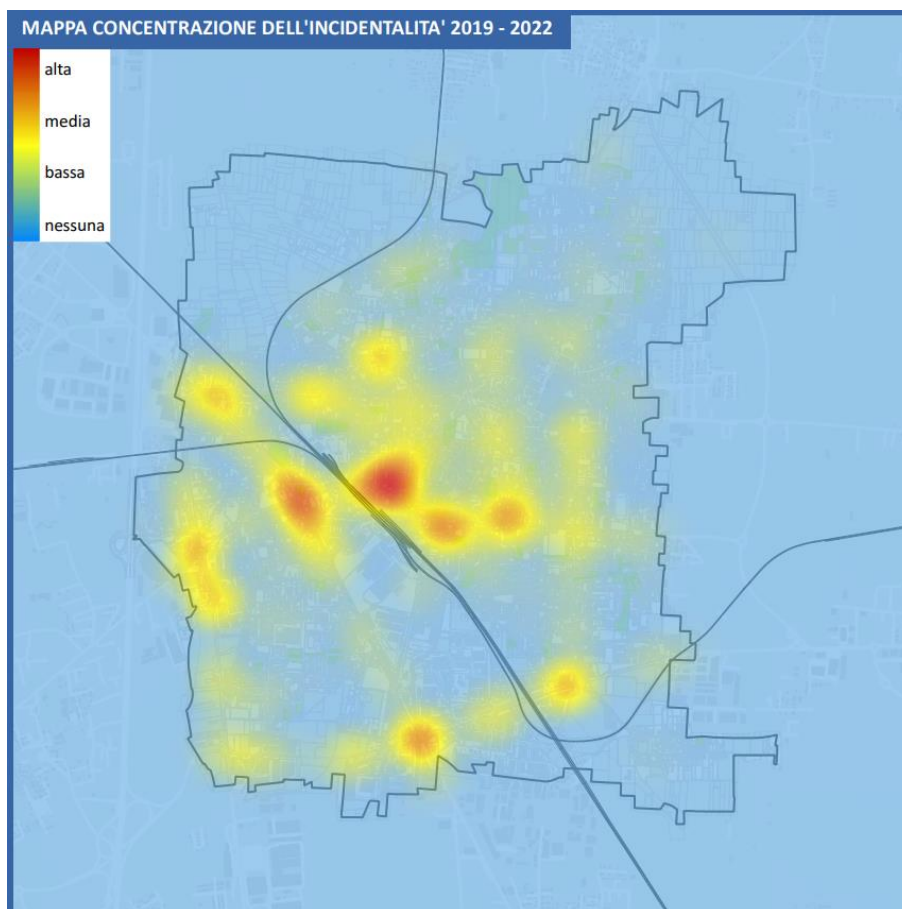 MAPPA CONCENTRAZIONE DELL'INCIDENTALITA' 2019 - 2022
alta
media
bassa
nessuna